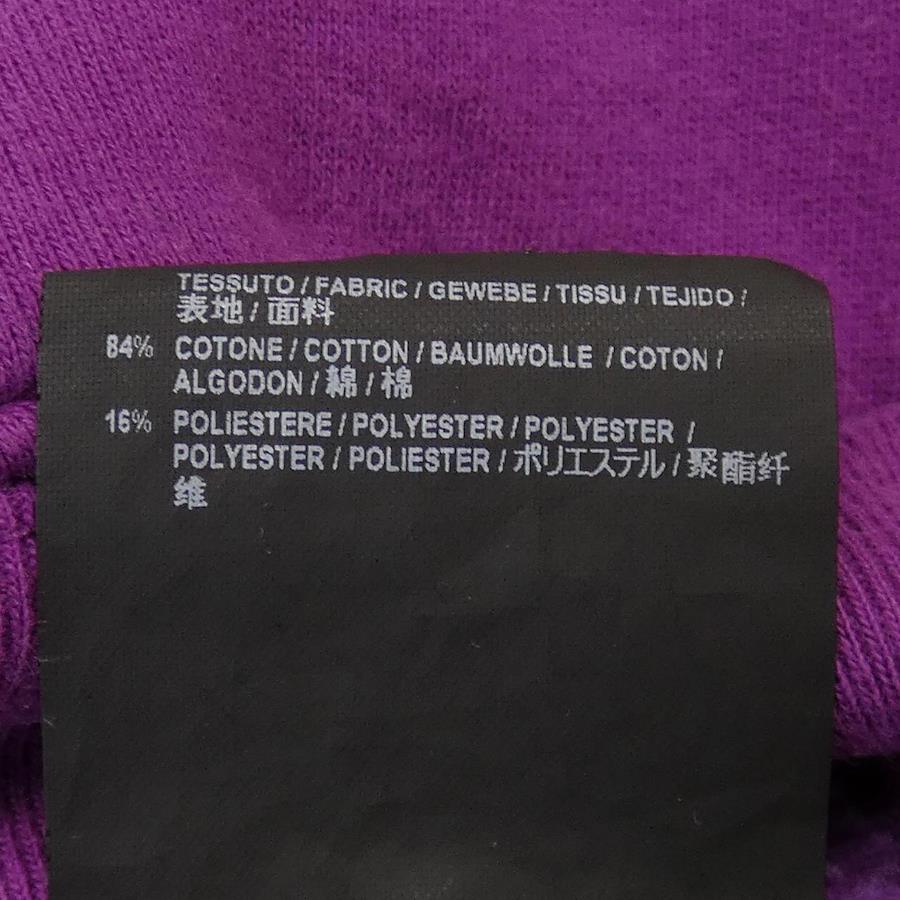 TESSUTO / FABRIC / GEWEBE / TISSU / TEJIDO /
表地 / 面料
84% COTONE / COTTON / BAUMWOLLE / COTON /
ALGODON / 綿 / 棉
16% POLIESTERE / POLYESTER / POLYESTER /
POLYESTER / POLIESTER / ポリエステル / 聚酯纤
维